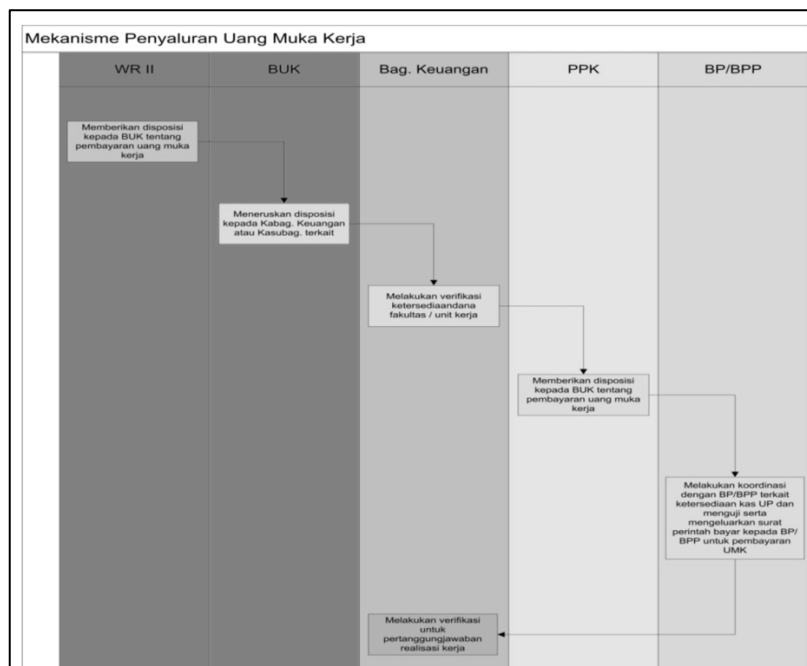 Mekanisme Penyaluran Uang Muka Kerja
WR II
BUK
Bag. Keuangan
PPK
BP/BPP
Memberikan disposisi
kepada BUK tentang
pembayaran uang muka
kerja
Meneruskan disposisi
kepada Kabag. Keuangan
atau Kasubag. terkait
Melakukan verifikasi
ketersediaandana
fakultas / unit kerja
Memberikan disposisi
kepada BUK tentang
pembayaran uang muka
kerja
Melakukan koordinasi
dengan BP/BPP terkait
ketersediaan kas UP dan
menguji serta
mengeluarkan surat
perintah bayar kepada BP/
BPP untuk pembayaran
UMK
Melakukan verifikasi
untuk
pertanggungjawaban
realisasi kerja